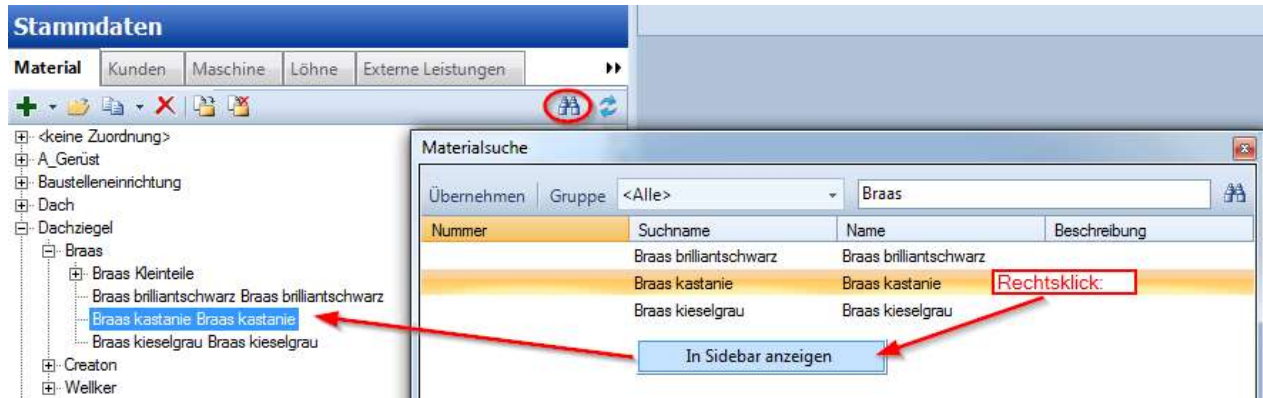 Stammdaten
Material Kunden Maschine Löhne Externe Leistungen
<keine Zuordnung>
A_Gerüst
Baustelleneinrichtung
Dach
Dachziegel
Braas
Braas Kleinteile
Braas brilliantschwarz Braas brilliantschwarz
Braas kastanie Braas kastanie
Braas kieselgrau Braas kieselgrau
Creaton
Wellker
Materialsuche
Übernehmen Gruppe <Alle> Braas
Nummer Suchname Name Beschreibung
Braas brilliantschwarz Braas brilliantschwarz
Braas kastanie Braas kastanie Rechtsklick:
Braas kieselgrau Braas kieselgrau
In Sidebar anzeigen